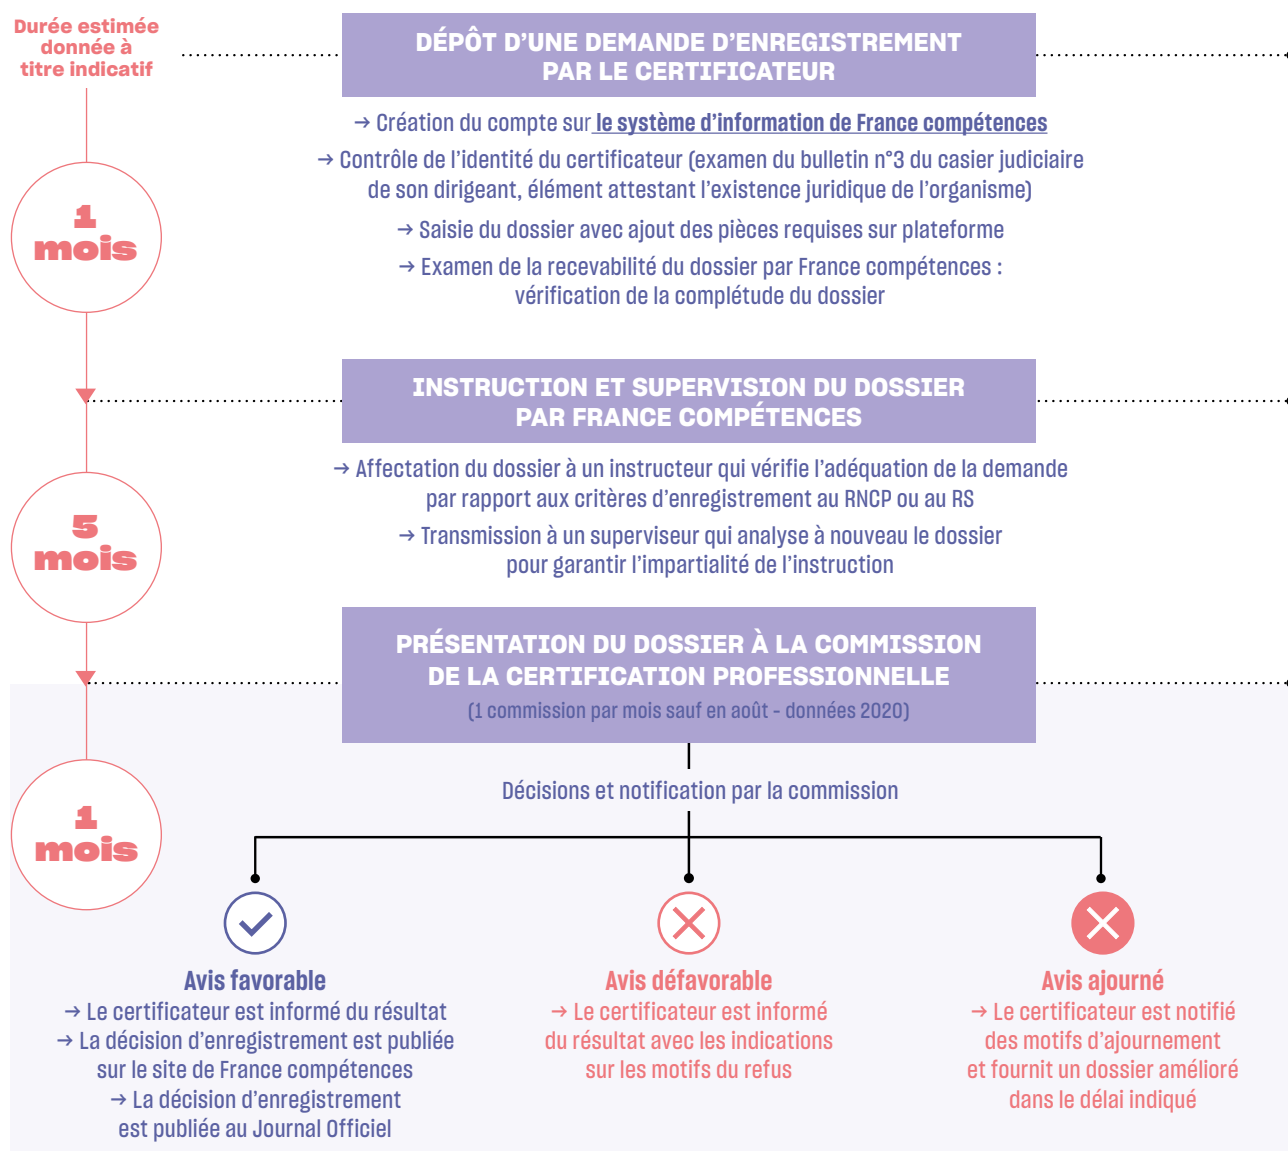 Durée estimée
donnée à
titre indicatif
DÉPÔT D’UNE DEMANDE D’ENREGISTREMENT
PAR LE CERTIFICATEUR
→ Création du compte sur le système d’information de France compétences
→ Contrôle de l’identité du certificateur (examen du bulletin n°3 du casier judiciaire
de son dirigeant, élément attestant l’existence juridique de l’organisme)
→ Saisie du dossier avec ajout des pièces requises sur plateforme
→ Examen de la recevabilité du dossier par France compétences :
vérification de la complétude du dossier
1
mois
INSTRUCTION ET SUPERVISION DU DOSSIER
PAR FRANCE COMPÉTENCES
→ Affectation du dossier à un instructeur qui vérifie l’adéquation de la demande
par rapport aux critères d’enregistrement au RNCP ou au RS
→ Transmission à un superviseur qui analyse à nouveau le dossier
pour garantir l’impartialité de l’instruction
5
mois
PRÉSENTATION DU DOSSIER À LA COMMISSION
DE LA CERTIFICATION PROFESSIONNELLE
(1 commission par mois sauf en août - données 2020)
Décisions et notification par la commission
1
mois
Avis favorable
→ Le certificateur est informé du résultat
→ La décision d’enregistrement est publiée
sur le site de France compétences
→ La décision d’enregistrement
est publiée au Journal Officiel
Avis défavorable
→ Le certificateur est informé
du résultat avec les indications
sur les motifs du refus
Avis ajourné
→ Le certificateur est notifié
des motifs d’ajournement
et fournit un dossier amélioré
dans le délai indiqué